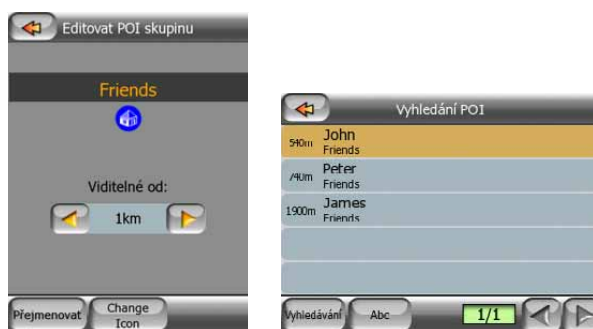 Editovat POI skupinu
Friends
Viditelné od:
1km
Přejmenovat
Change
Icon
Vyhledání POI
540m John
Friends
740m Peter
Friends
1900m James
Friends
Vyhledávání Abc 1/1